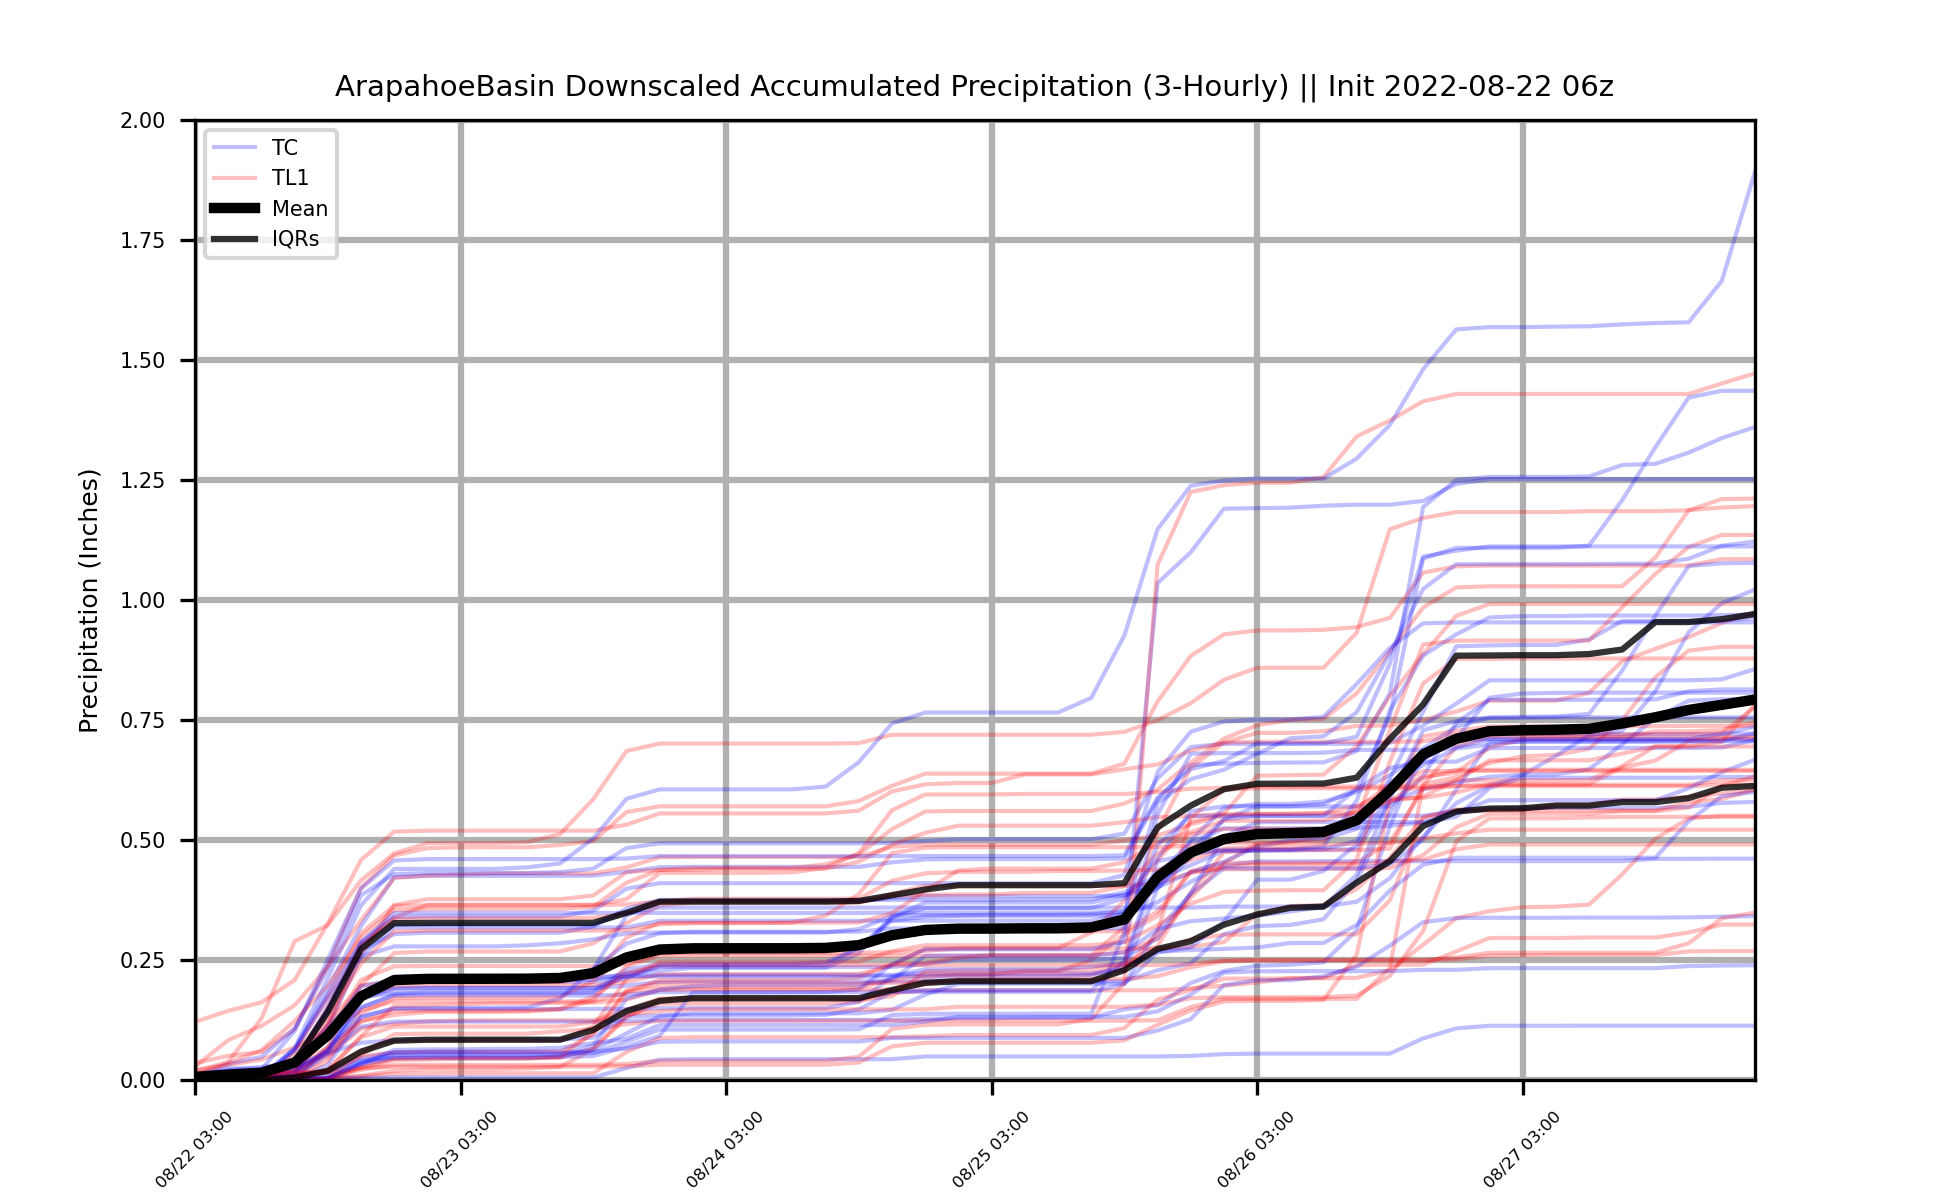 ArapahoeBasin Downscaled Accumulated Precipitation (3-Hourly) || Init 2022-08-22 06z
TC
TL1
Mean
IQRs
Precipitation (Inches)
2.00
1.75
1.50
1.25
1.00
0.75
0.50
0.25
0.00
08/22 03:00
08/23 03:00
08/24 03:00
08/25 03:00
08/26 03:00
08/27 03:00